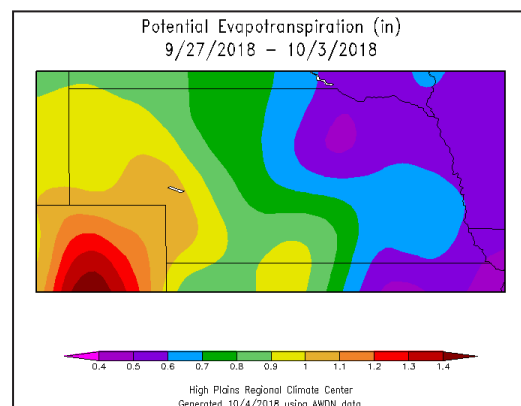 Potential Evapotranspiration (in)
9/27/2018 – 10/3/2018
0.4 0.5 0.6 0.7 0.8 0.9 1 1.1 1.2 1.3 1.4
High Plains Regional Climate Center
Generated 10/4/2018 using AWDN data